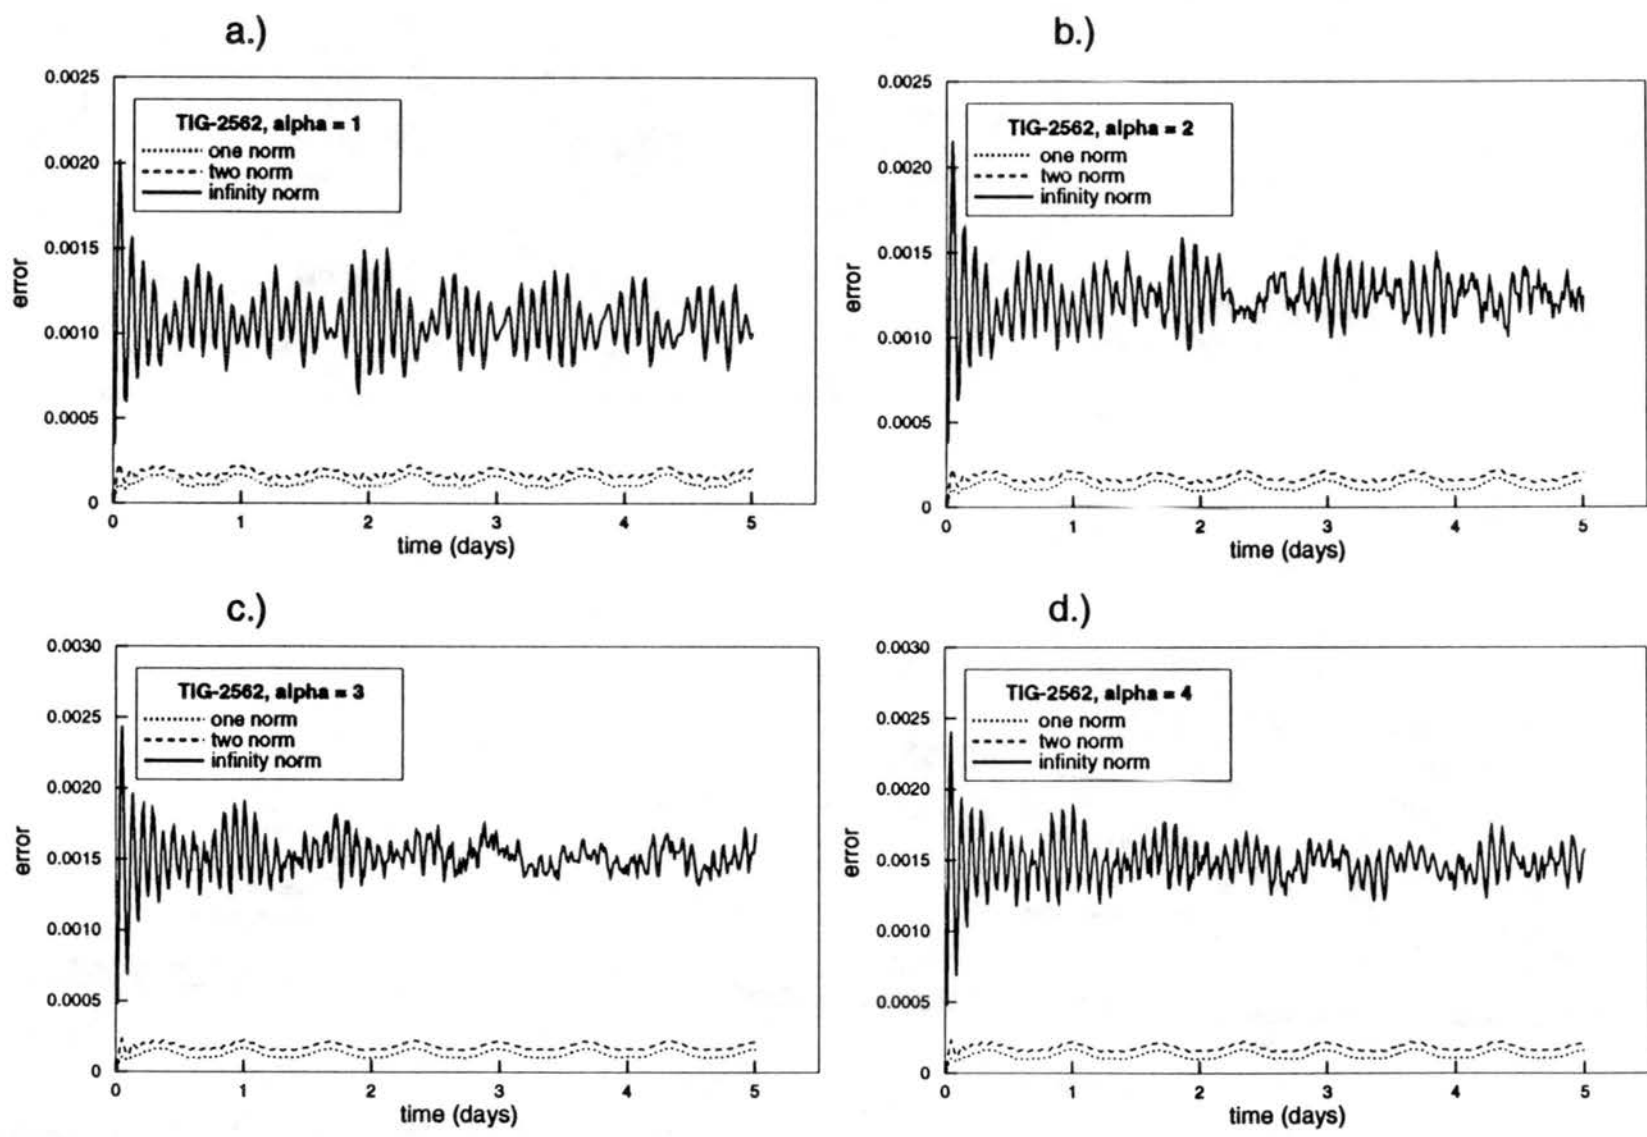 a.)
0.0025
0.0020
0.0015
0.0010
0.0005
0
error
TIG-2562, alpha = 1
one norm
two norm
infinity norm
0 1 2 3 4 5
time (days)
b.)
0.0025
0.0020
0.0015
0.0010
0.0005
0
error
TIG-2562, alpha = 2
one norm
two norm
infinity norm
0 1 2 3 4 5
time (days)
c.)
0.0030
0.0025
0.0020
0.0015
0.0010
0.0005
0
error
TIG-2562, alpha = 3
one norm
two norm
infinity norm
0 1 2 3 4 5
time (days)
d.)
0.0030
0.0025
0.0020
0.0015
0.0010
0.0005
0
error
TIG-2562, alpha = 4
one norm
two norm
infinity norm
0 1 2 3 4 5
time (days)